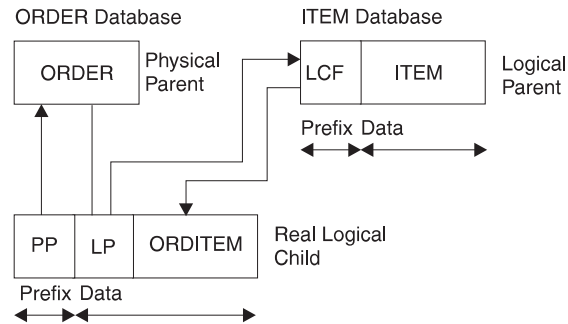 ORDER Database
ITEM Database
ORDER
Physical
Parent
LCF
ITEM
Logical
Parent
Prefix Data
PP
LP
ORDITEM
Real Logical
Child
Prefix Data